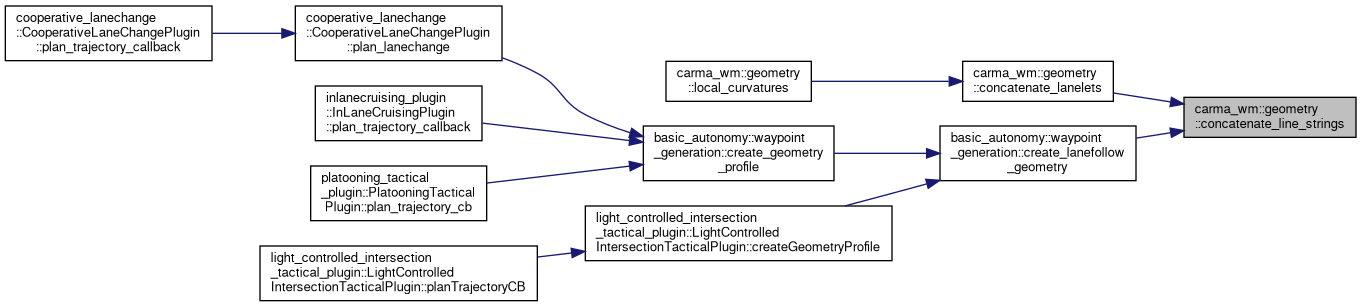 cooperative_lanechange
::CooperativeLaneChangePlugin
::plan_trajectory_callback
cooperative_lanechange
::CooperativeLaneChangePlugin
::plan_lanechange
inlanecruising_plugin
::InLaneCruisingPlugin
::plan_trajectory_callback
platooning_tactical
_plugin::PlatooningTactical
Plugin::plan_trajectory_cb
light_controlled_intersection
_tactical_plugin::LightControlled
IntersectionTacticalPlugin::planTrajectoryCB
carma_wm::geometry
::local_curvatures
basic_autonomy::waypoint
_generation::create_geometry
_profile
light_controlled_intersection
_tactical_plugin::LightControlled
IntersectionTacticalPlugin::createGeometryProfile
carma_wm::geometry
::concatenate_lanelets
basic_autonomy::waypoint
_generation::create_lanefollow
_geometry
carma_wm::geometry
::concatenate_line_strings